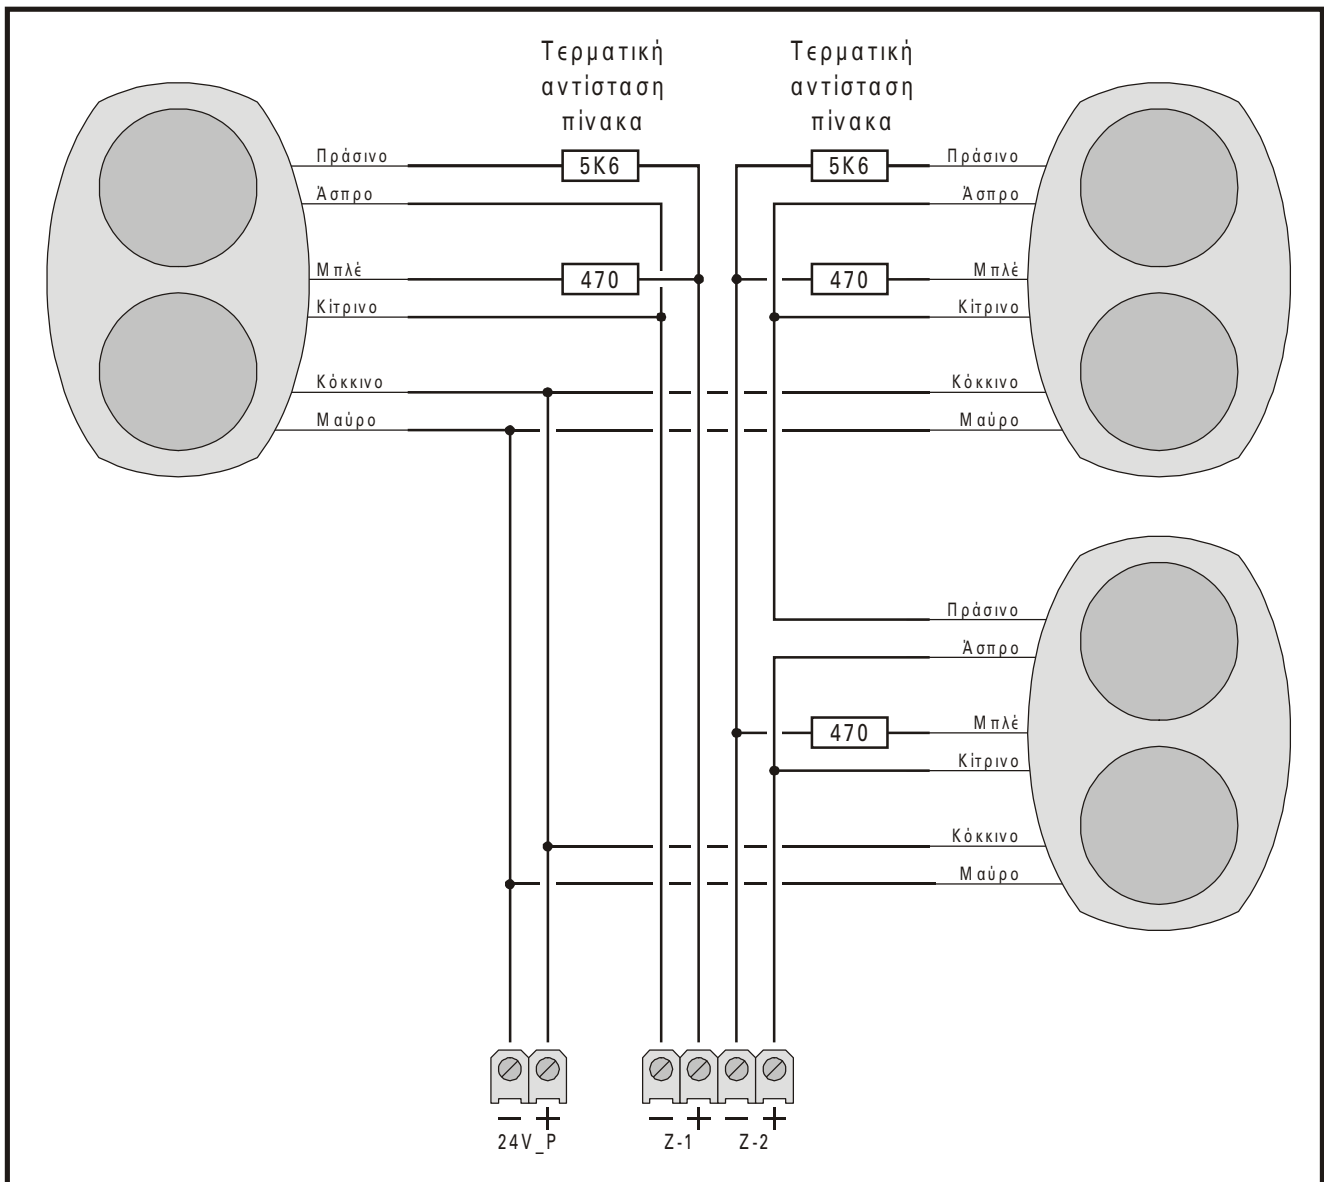 Τερματική
αντίσταση
πίνακα
Τερματική
αντίσταση
πίνακα
Πράσινο
5K6
5K6
Πράσινο
Άσπρο
Άσπρο
Μπλέ
470
470
Μπλέ
Κίτρινο
Κίτρινο
Κόκκινο
Κόκκινο
Μαύρο
Μαύρο
Πράσινο
Άσπρο
470
Μπλέ
Κίτρινο
Κόκκινο
Μαύρο
− + − + − +
24V_P Z-1 Z-2